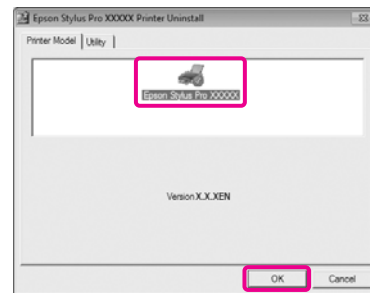 Epson Stylus Pro XXXXX Printer Uninstall
Printer Model Utility
Epson Stylus Pro XXXXX
Version X.X.XEN
OK Cancel